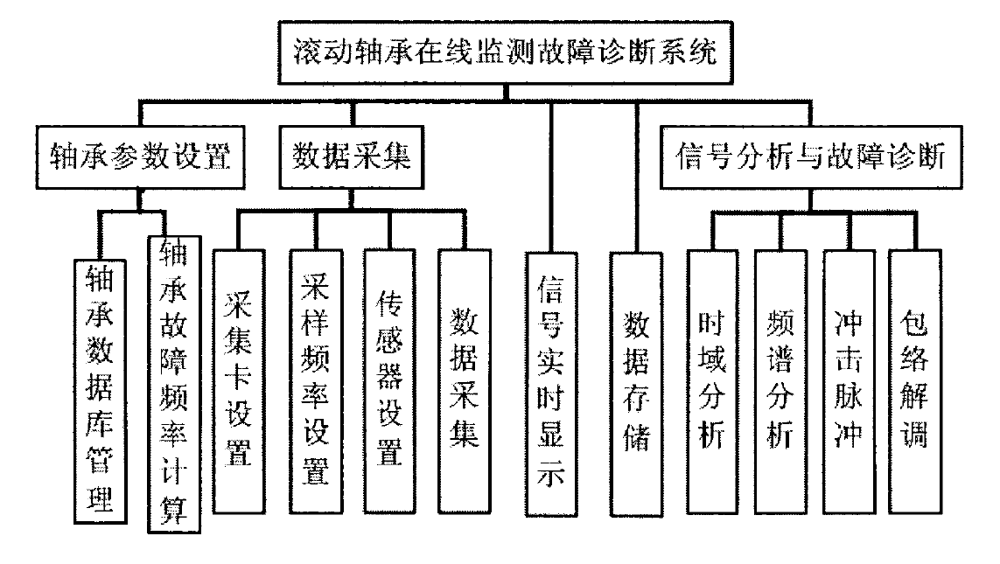 滚动轴承在线监测故障诊断系统
轴承参数设置
数据采集
信号分析与故障诊断
轴承数据库管理
轴承故障频率计算
采集卡设置
采样频率设置
传感器设置
数据采集
信号实时显示
数据存储
时域分析
频谱分析
冲击脉冲
包络解调